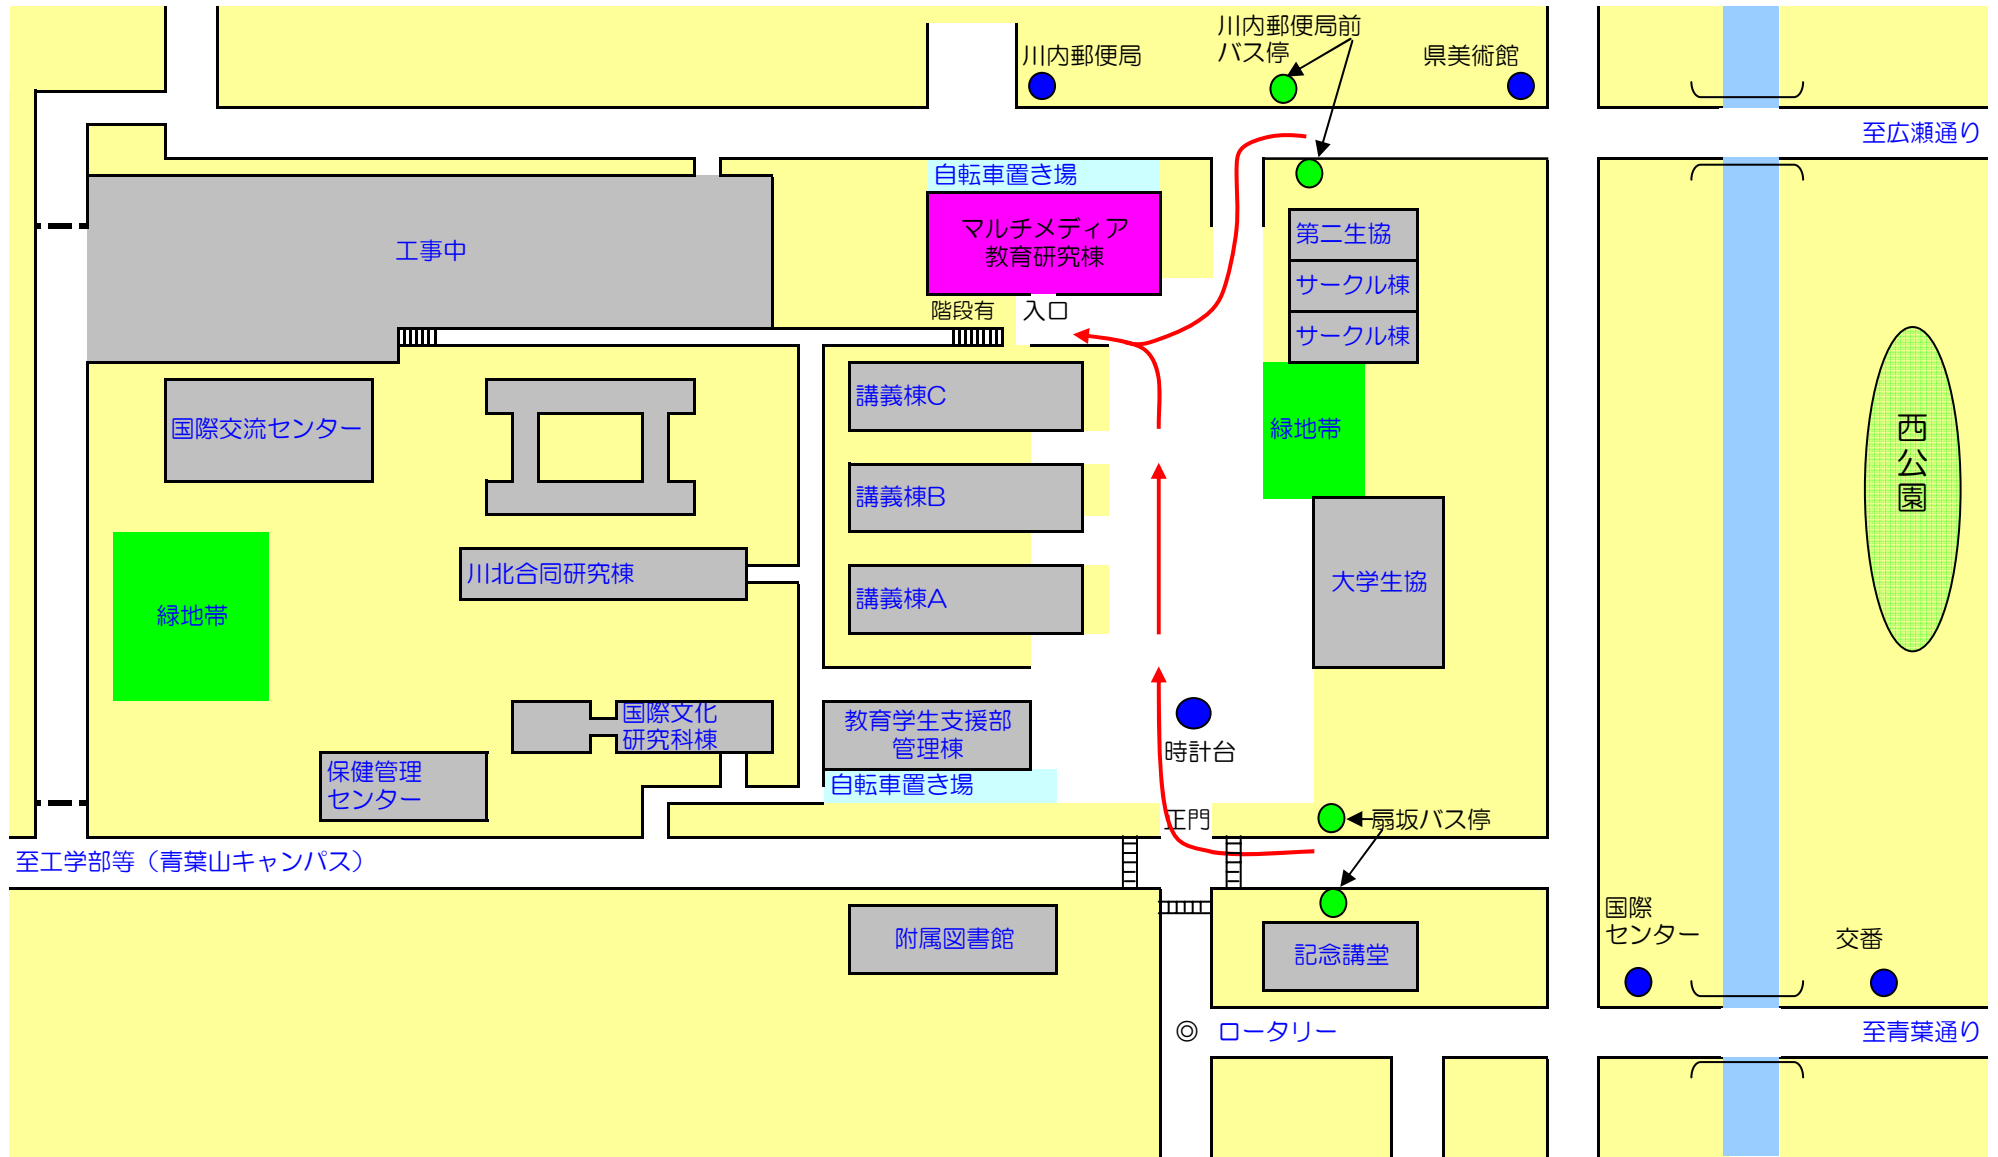 川内郵便局前
バス停
川内郵便局
県美術館
至広瀬通り
自転車置き場
マルチメディア
教育研究棟
第二生協
工事中
サークル棟
階段有
入口
サークル棟
講義棟C
国際交流センター
緑地帯
西公園
講義棟B
川北合同研究棟
大学生協
講義棟A
緑地帯
国際文化
研究科棟
教育学生支援部
管理棟
時計台
保健管理
センター
自転車置き場
正門
扇坂バス停
至工学部等（青葉山キャンパス）
国際
センター
附属図書館
記念講堂
交番
◎ ロータリー
至青葉通り